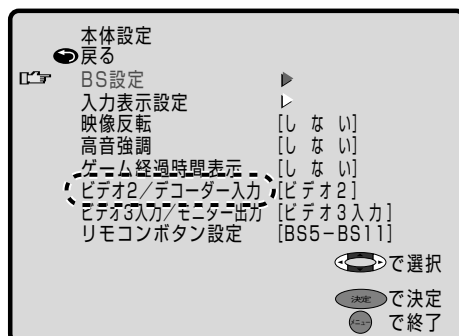 本体設定
戻る
BS設定
入力表示設定
映像反転 [しない]
高音強調 [しない]
ゲーム経過時間表示 [しない]
ビデオ2/デコーダー入力 [ビデオ2]
ビデオ3入力/モニター出力 [ビデオ3入力]
リモコンボタン設定 [BS5-BS11]
で選択
決定 で決定
メニュー で終了